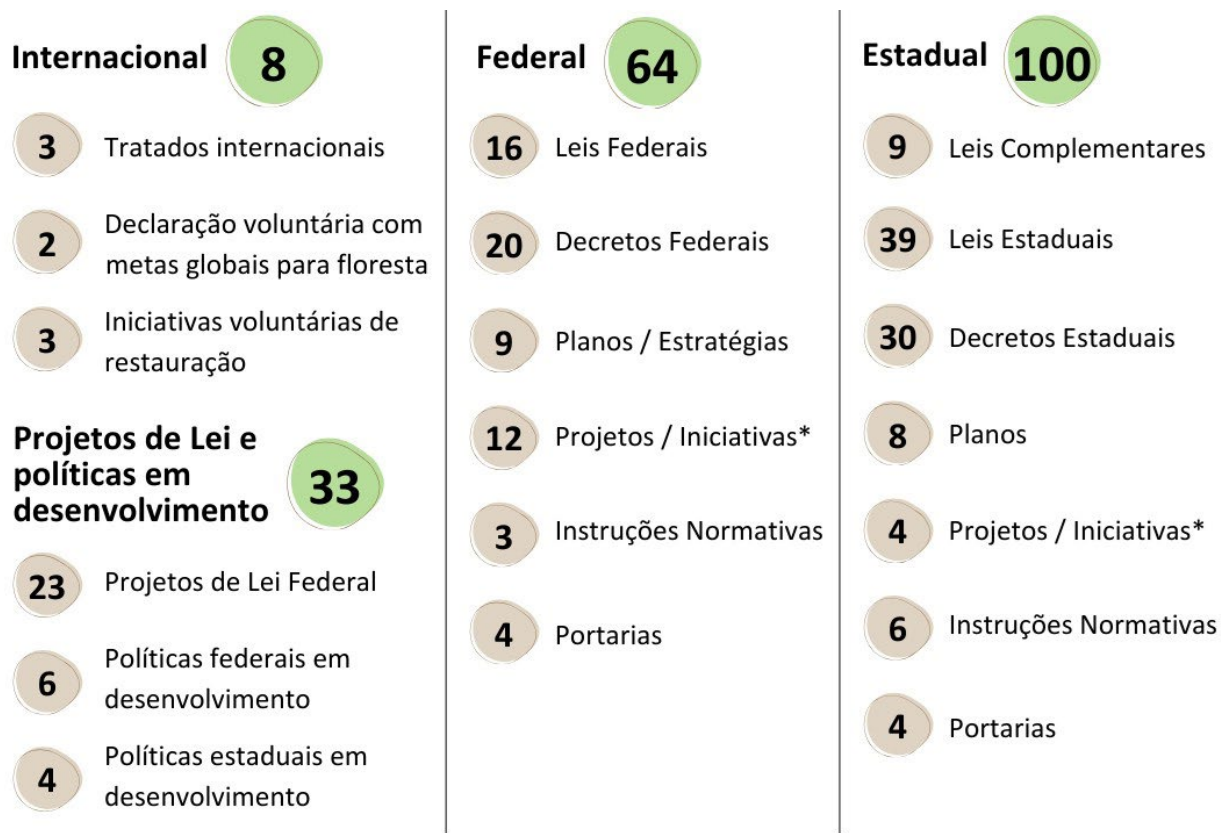 Internacional 8
3 Tratados internacionais
2 Declaração voluntária com
metas globais para floresta
3 Iniciativas voluntárias de
restauração
Projetos de Lei e
políticas em
desenvolvimento 33
23 Projetos de Lei Federal
6 Políticas federais em
desenvolvimento
4 Políticas estaduais em
desenvolvimento
Federal 64
16 Leis Federais
20 Decretos Federais
9 Planos / Estratégias
12 Projetos / Iniciativas*
3 Instruções Normativas
4 Portarias
Estadual 100
9 Leis Complementares
39 Leis Estaduais
30 Decretos Estaduais
8 Planos
4 Projetos / Iniciativas*
6 Instruções Normativas
4 Portarias